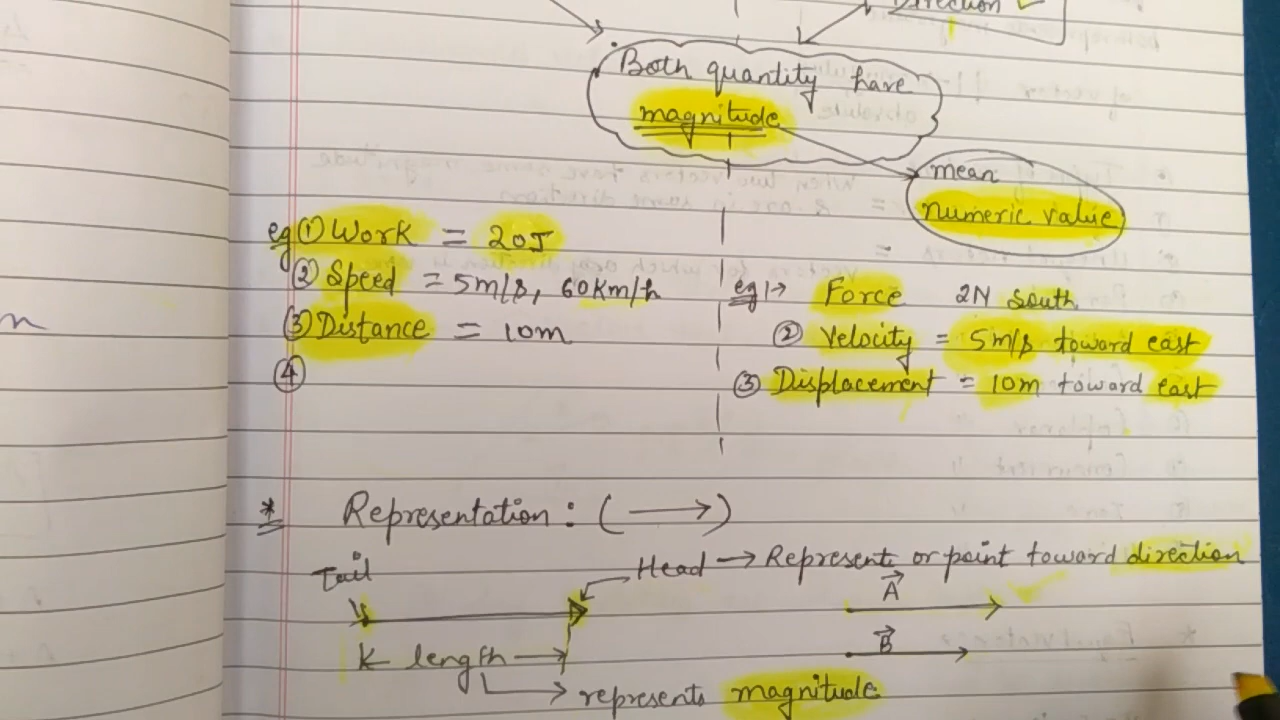 Direction
Both quantity have
magnitude
mean
numeric value
eg ① Work = 20J
② Speed = 5m/s, 60Km/h
③ Distance = 10m
④
eg 1→ Force 2N South
② Velocity = 5m/s toward east
③ Displacement = 10m toward east
* Representation : ( → )
Tail
Head → Represents or point toward direction
A
B
length
represents magnitude